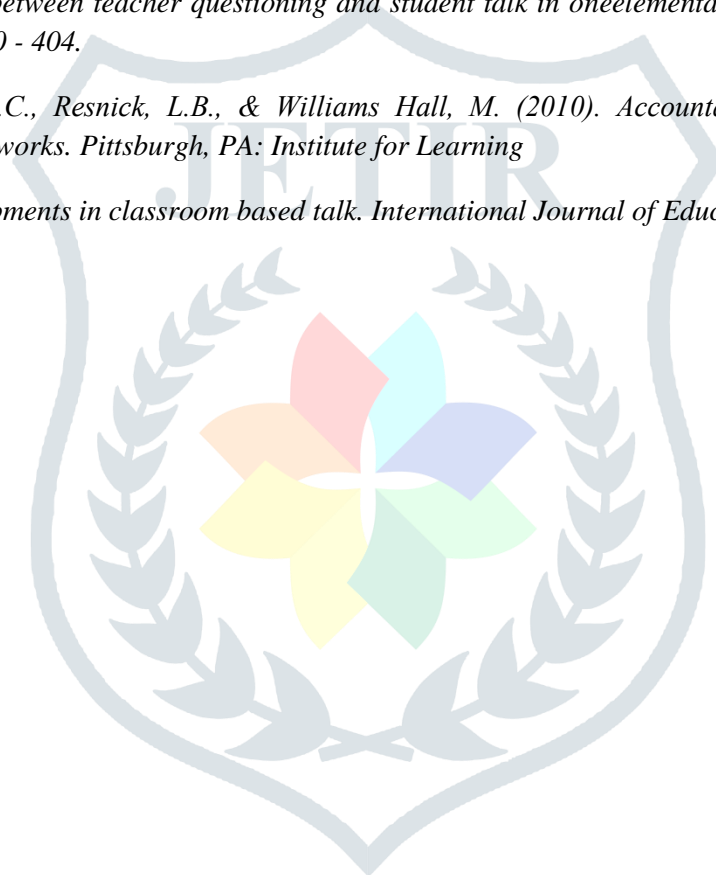 between teacher questioning and student talk in oneelementa
0 - 404.
.C., Resnick, L.B., & Williams Hall, M. (2010). Accounta
works. Pittsburgh, PA: Institute for Learning
JETIR
pments in classroom based talk. International Journal of Educ